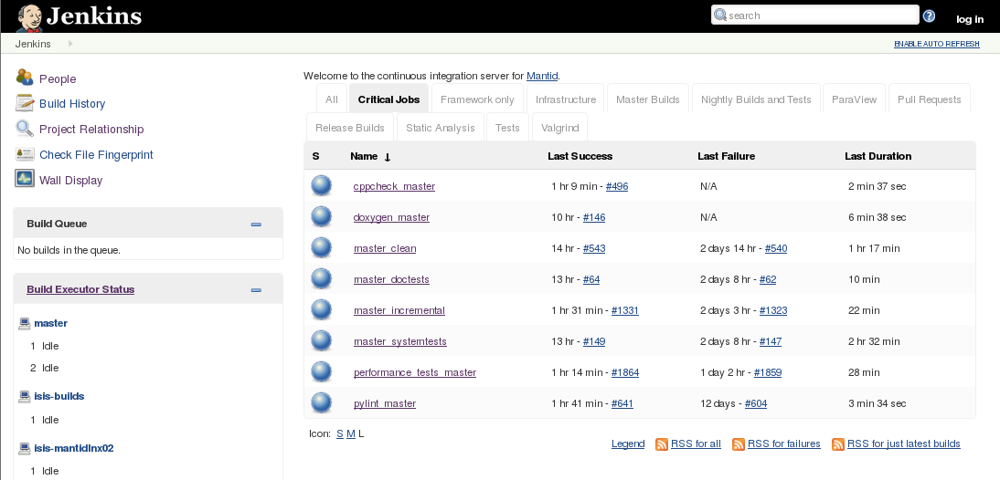 Jenkins
search
log in
Jenkins
ENABLE AUTO REFRESH
People
Build History
Project Relationship
Check File Fingerprint
Wall Display
Build Queue
No builds in the queue.
Build Executor Status
master
1 Idle
2 Idle
isis-builds
1 Idle
isis-mantidlnx02
1 Idle
Welcome to the continuous integration server for Mantid.
All Critical Jobs Framework only Infrastructure Master Builds Nightly Builds and Tests ParaView Pull Requests
Release Builds Static Analysis Tests Valgrind
S Name ↓ Last Success Last Failure Last Duration
cppcheck_master 1 hr 9 min - #496 N/A 2 min 37 sec
doxygen_master 10 hr - #146 N/A 6 min 38 sec
master_clean 14 hr - #543 2 days 14 hr - #540 1 hr 17 min
master_doctests 13 hr - #64 2 days 8 hr - #62 10 min
master_incremental 1 hr 31 min - #1331 2 days 3 hr - #1323 22 min
master_systemtests 13 hr - #149 2 days 8 hr - #147 2 hr 32 min
performance_tests_master 1 hr 14 min - #1864 1 day 2 hr - #1859 28 min
pylint_master 1 hr 41 min - #641 12 days - #604 3 min 34 sec
Icon: S M L
Legend RSS for all RSS for failures RSS for just latest builds